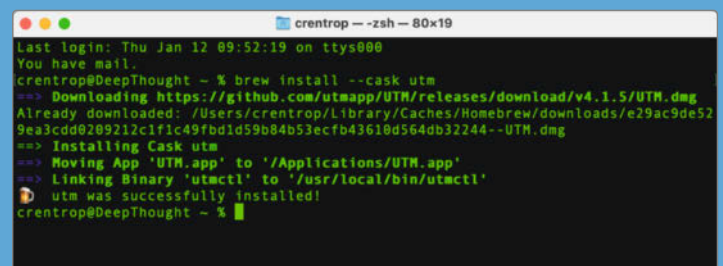 crentrop — -zsh — 80×19
Last login: Thu Jan 12 09:52:19 on ttys000
You have mail.
crentrop@DeepThought ~ % brew install --cask utm
==> Downloading https://github.com/utmapp/UTM/releases/download/v4.1.5/UTM.dmg
Already downloaded: /Users/crentrop/Library/Caches/Homebrew/downloads/e29ac9de52
9ea3cdd0209212c1f1c49fbd1d59b84b53ecfb43610d564db32244--UTM.dmg
==> Installing Cask utm
==> Moving App 'UTM.app' to '/Applications/UTM.app'
==> Linking Binary 'utmctl' to '/usr/local/bin/utmctl'
🍺  utm was successfully installed!
crentrop@DeepThought ~ %